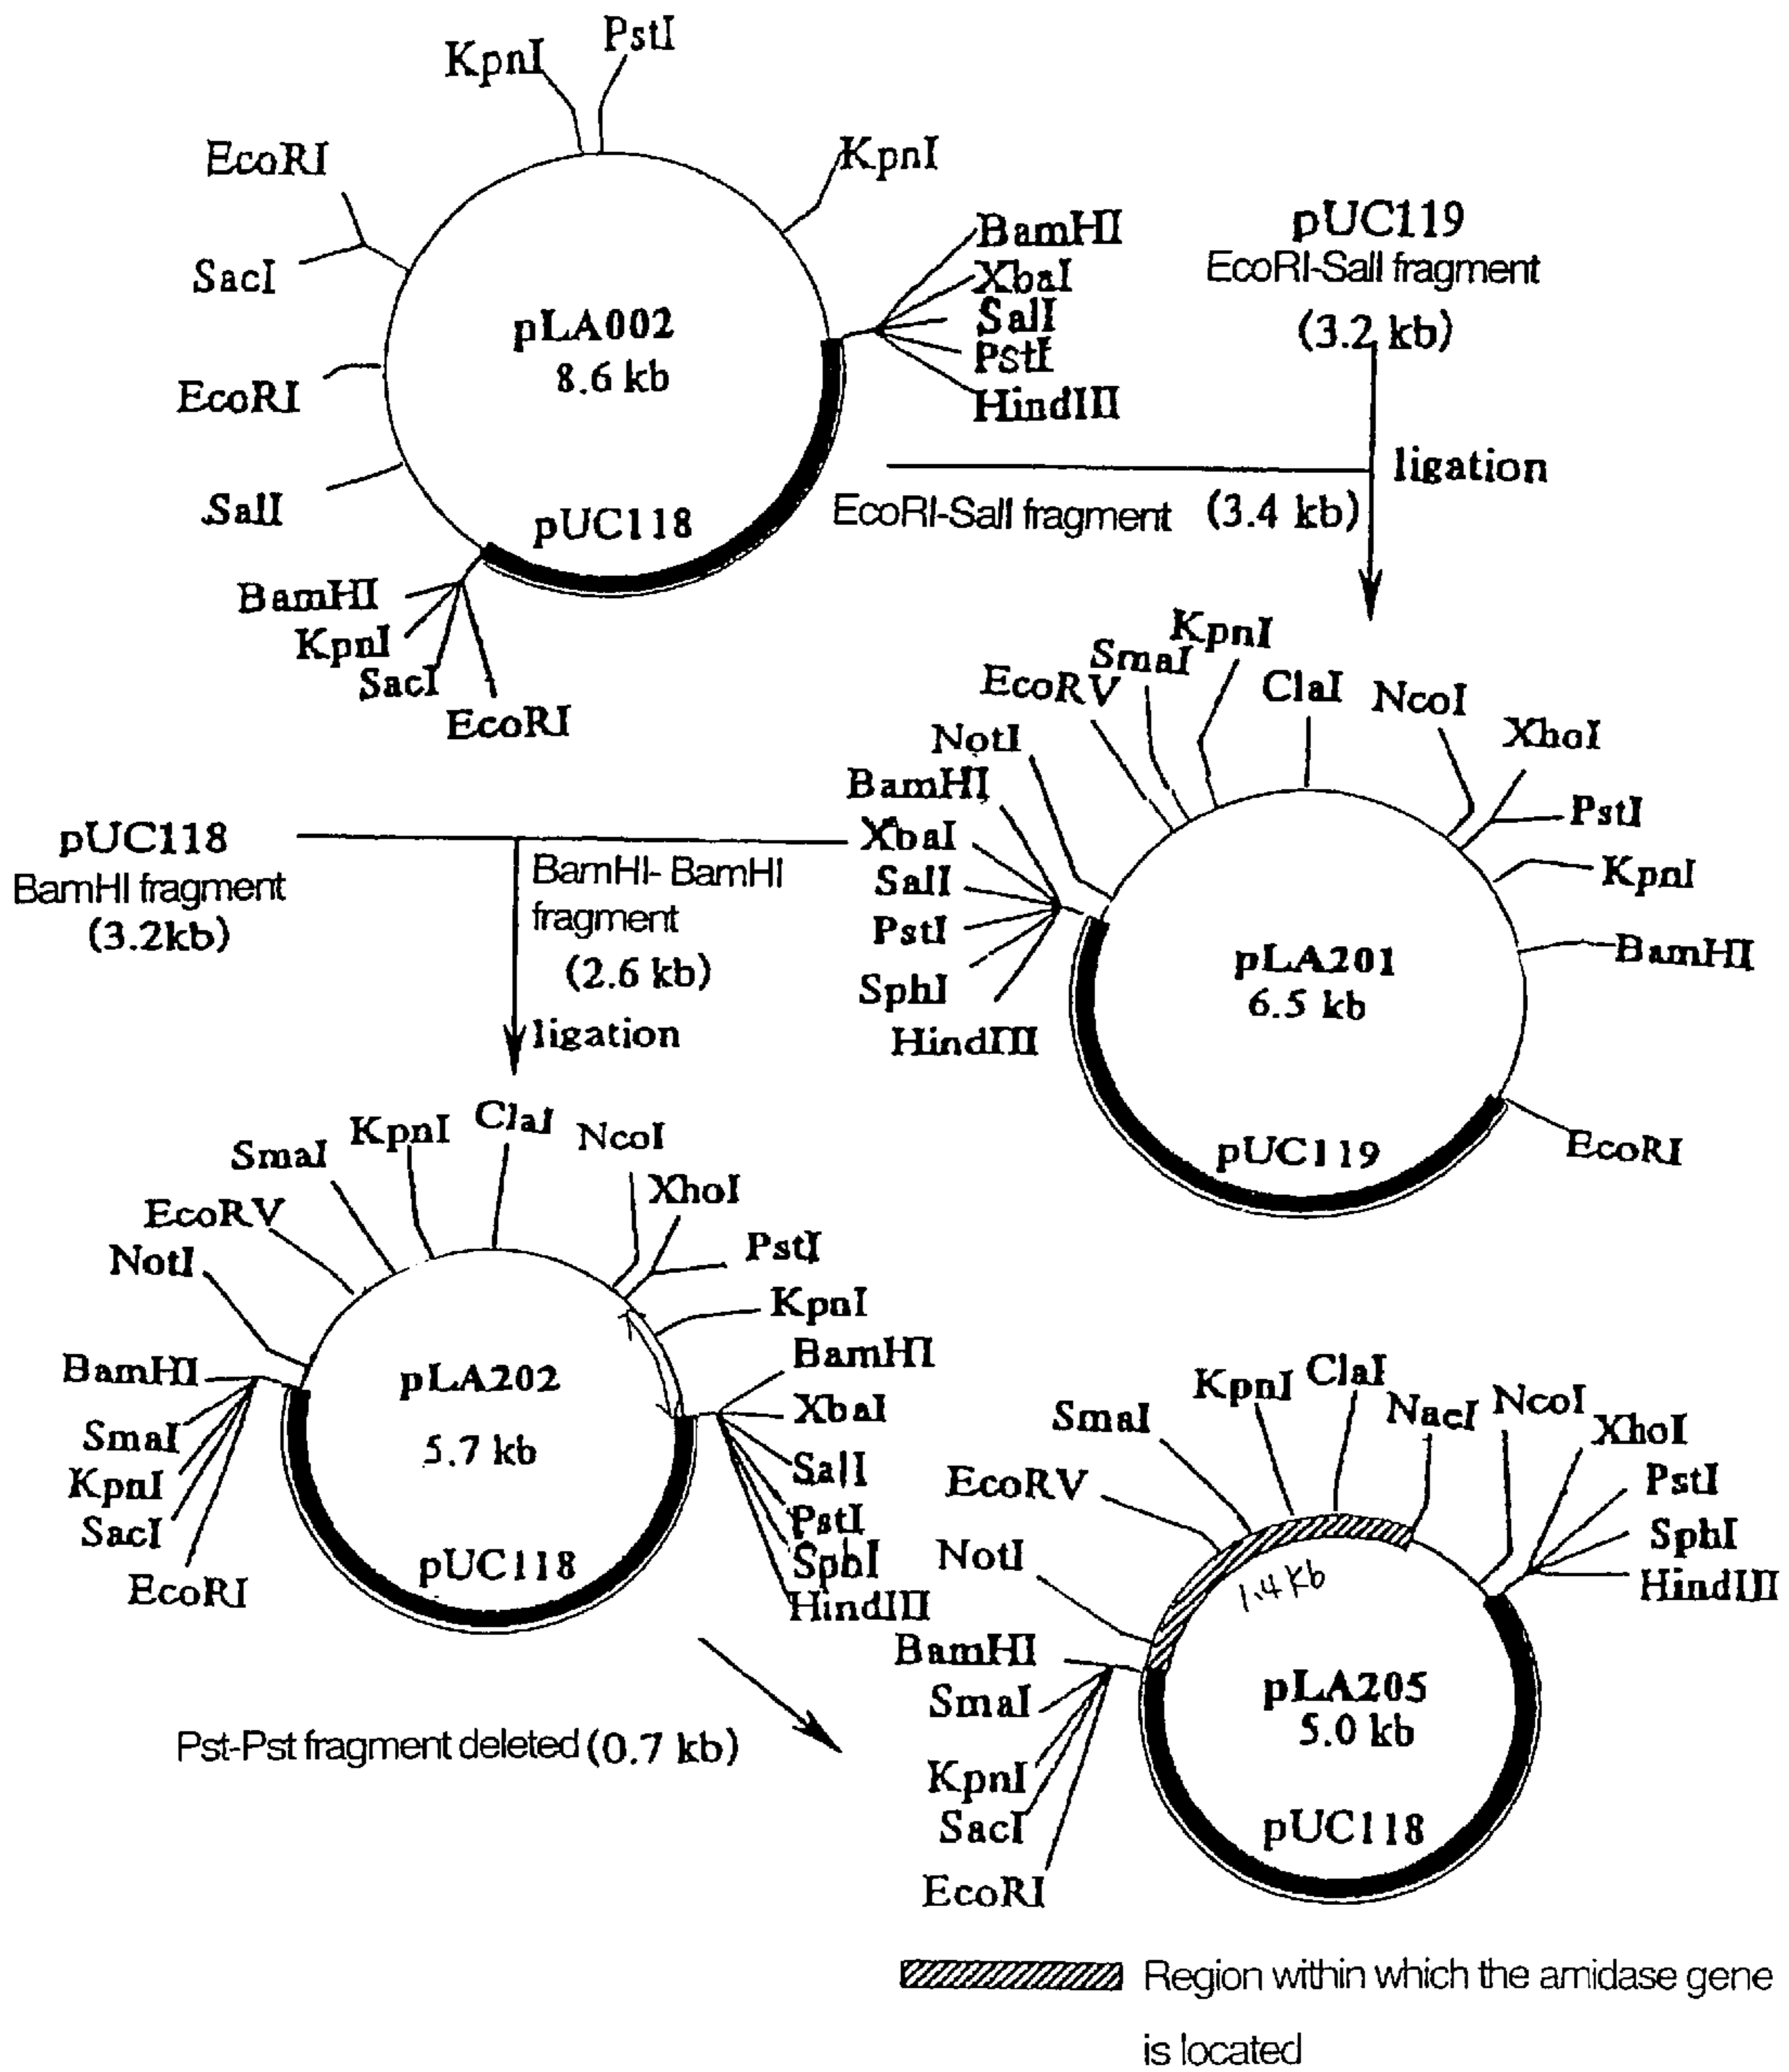 KpnI
PstI
EcoRI
KpnI
SacI
BamHI
XbaI
SalI
PstI
HindIII
pLA002
8.6 kb
EcoRI
SalI
pUC118
BamHI
KpnI
SacI
EcoRI
pUC119
EcoRI-SalI fragment
(3.2 kb)
ligation
EcoRI-SalI fragment (3.4 kb)
KpnI
SmaI
EcoRV
ClaI
NcoI
NotI
XhoI
BamHI
PstI
XbaI
KpnI
SalI
PstI
BamHI
SphI
HindIII
pLA201
6.5 kb
pUC119
EcoRI
pUC118
BamHI fragment
(3.2kb)
BamHI- BamHI
fragment
(2.6 kb)
ligation
ClaI
KpnI
NcoI
SmaI
XhoI
EcoRV
PstI
NotI
KpnI
BamHI
BamHI
XbaI
SmaI
SalI
KpnI
PstI
SacI
SphI
EcoRI
HindIII
pLA202
5.7 kb
pUC118
Pst-Pst fragment deleted (0.7 kb)
ClaI
KpnI
NaeI
NcoI
SmaI
XhoI
EcoRV
PstI
NotI
SphI
HindIII
1.4 kb
BamHI
SmaI
pLA205
5.0 kb
KpnI
SacI
pUC118
EcoRI
Region within which the amidase gene
is located